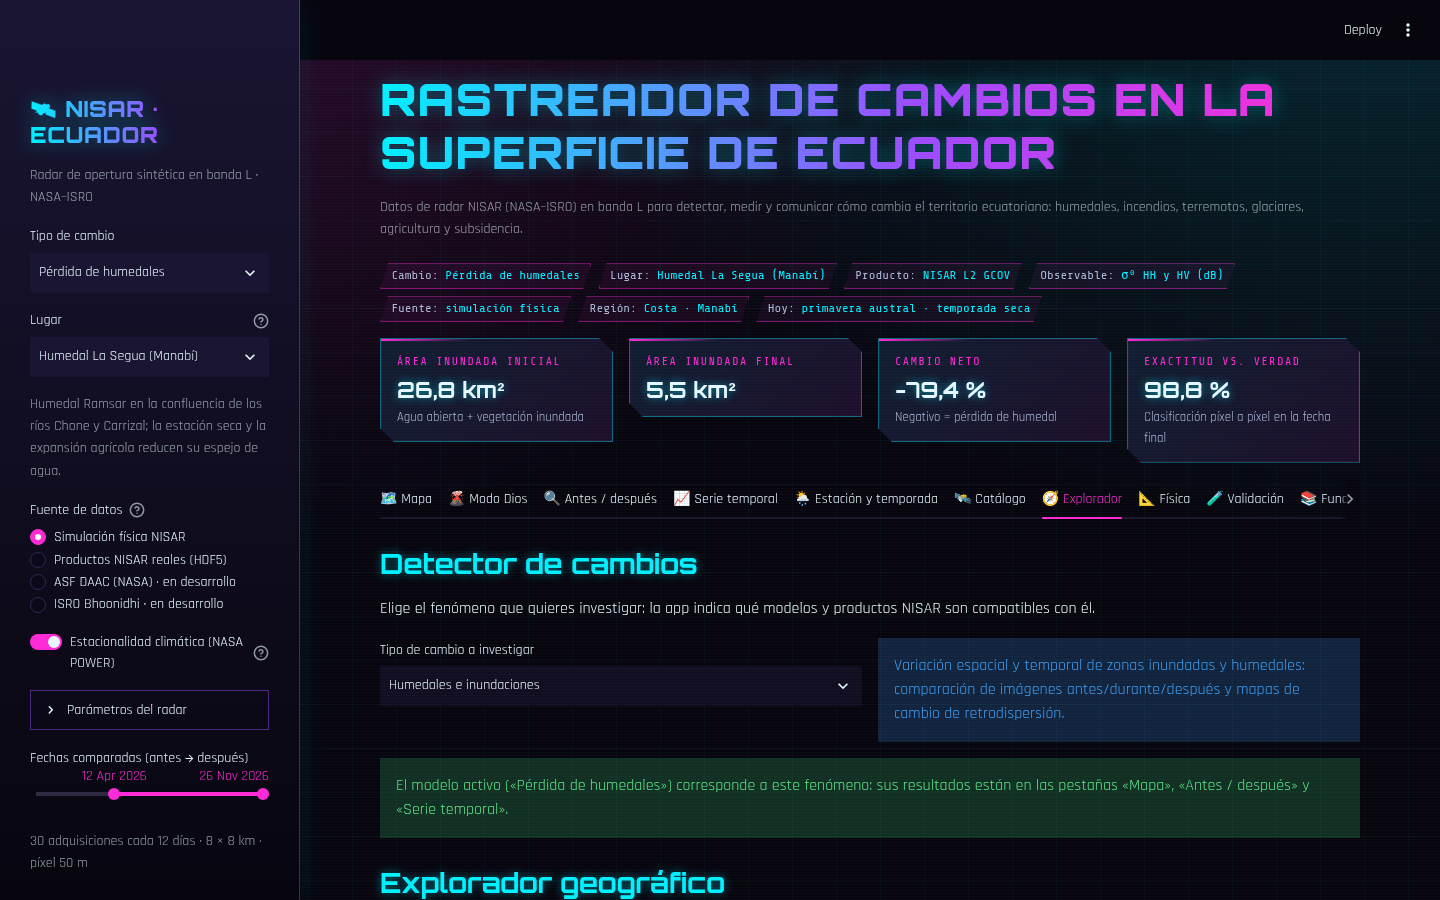 Deploy
NISAR ·
ECUADOR
Radar de apertura sintética en banda L ·
NASA-ISRO
Tipo de cambio
Pérdida de humedales
Lugar
Humedal La Segua (Manabí)
Humedal Ramsar en la confluencia de los
ríos Chone y Carrizal; la estación seca y la
expansión agrícola reducen su espejo de
agua.
Fuente de datos
Simulación física NISAR
Productos NISAR reales (HDF5)
ASF DAAC (NASA) · en desarrollo
ISRO Bhoonidhi · en desarrollo
Estacionalidad climática (NASA
POWER)
Parámetros del radar
Fechas comparadas (antes → después)
12 Apr 2026 26 Nov 2026
30 adquisiciones cada 12 días · 8 × 8 km ·
píxel 50 m
RASTREADOR DE CAMBIOS EN LA
SUPERFICIE DE ECUADOR
Datos de radar NISAR (NASA-ISRO) en banda L para detectar, medir y comunicar cómo cambia el territorio ecuatoriano: humedales, incendios, terremotos, glaciares,
agricultura y subsidencia.
Cambio: Pérdida de humedales Lugar: Humedal La Segua (Manabí) Producto: NISAR L2 GCOV Observable: σ⁰ HH y HV (dB)
Fuente: simulación física Región: Costa · Manabí Hoy: primavera austral · temporada seca
ÁREA INUNDADA INICIAL
26,8 km²
Agua abierta + vegetación inundada
ÁREA INUNDADA FINAL
5,5 km²
CAMBIO NETO
-79,4 %
Negativo = pérdida de humedal
EXACTITUD VS. VERDAD
98,8 %
Clasificación píxel a píxel en la fecha
final
Mapa Modo Dios Antes / después Serie temporal Estación y temporada Catálogo Explorador Física Validación Func
Detector de cambios
Elige el fenómeno que quieres investigar: la app indica qué modelos y productos NISAR son compatibles con él.
Tipo de cambio a investigar
Humedales e inundaciones
Variación espacial y temporal de zonas inundadas y humedales:
comparación de imágenes antes/durante/después y mapas de
cambio de retrodispersión.
El modelo activo («Pérdida de humedales») corresponde a este fenómeno: sus resultados están en las pestañas «Mapa», «Antes / después» y
«Serie temporal».
Explorador geográfico